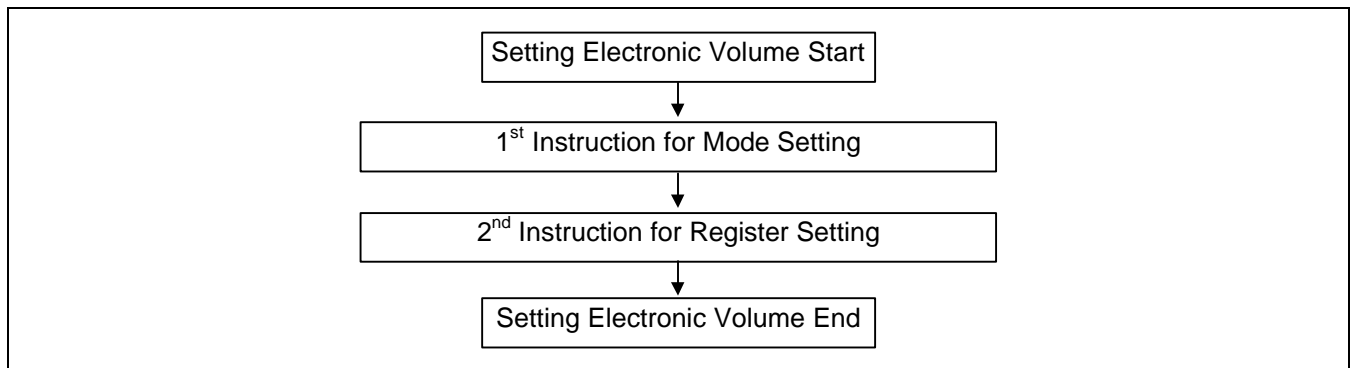 Setting Electronic Volume Start
1st Instruction for Mode Setting
2nd Instruction for Register Setting
Setting Electronic Volume End